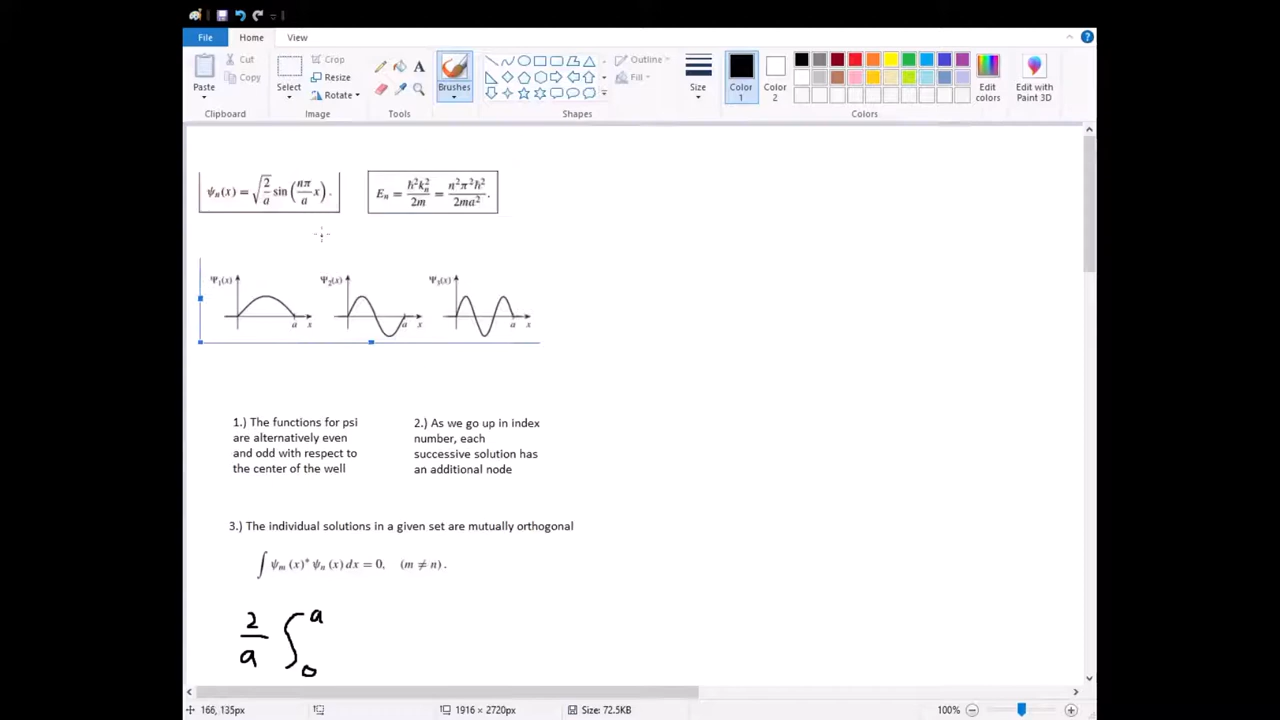 File Home View
Cut
Copy
Paste
Clipboard
Crop
Resize
Rotate
Select
Image
A
Tools
Brushes
Outline
Fill
Shapes
Size
Color 1
Color 2
Edit colors
Edit with Paint 3D
Colors
ψₙ(x) = √(2/a) sin (nπ/a x).
Eₙ = ħ²kₙ²/2m = n²π²ħ²/2ma².
Ψ₁(x) a x
Ψ₂(x) a x
Ψ₃(x) a x
1.) The functions for psi
are alternatively even
and odd with respect to
the center of the well
2.) As we go up in index
number, each
successive solution has
an additional node
3.) The individual solutions in a given set are mutually orthogonal
∫ ψₘ (x)* ψₙ (x) dx = 0, (m ≠ n).
2/a ∫₀ᵃ
166, 135px
1916 × 2720px
Size: 72.5KB
100%